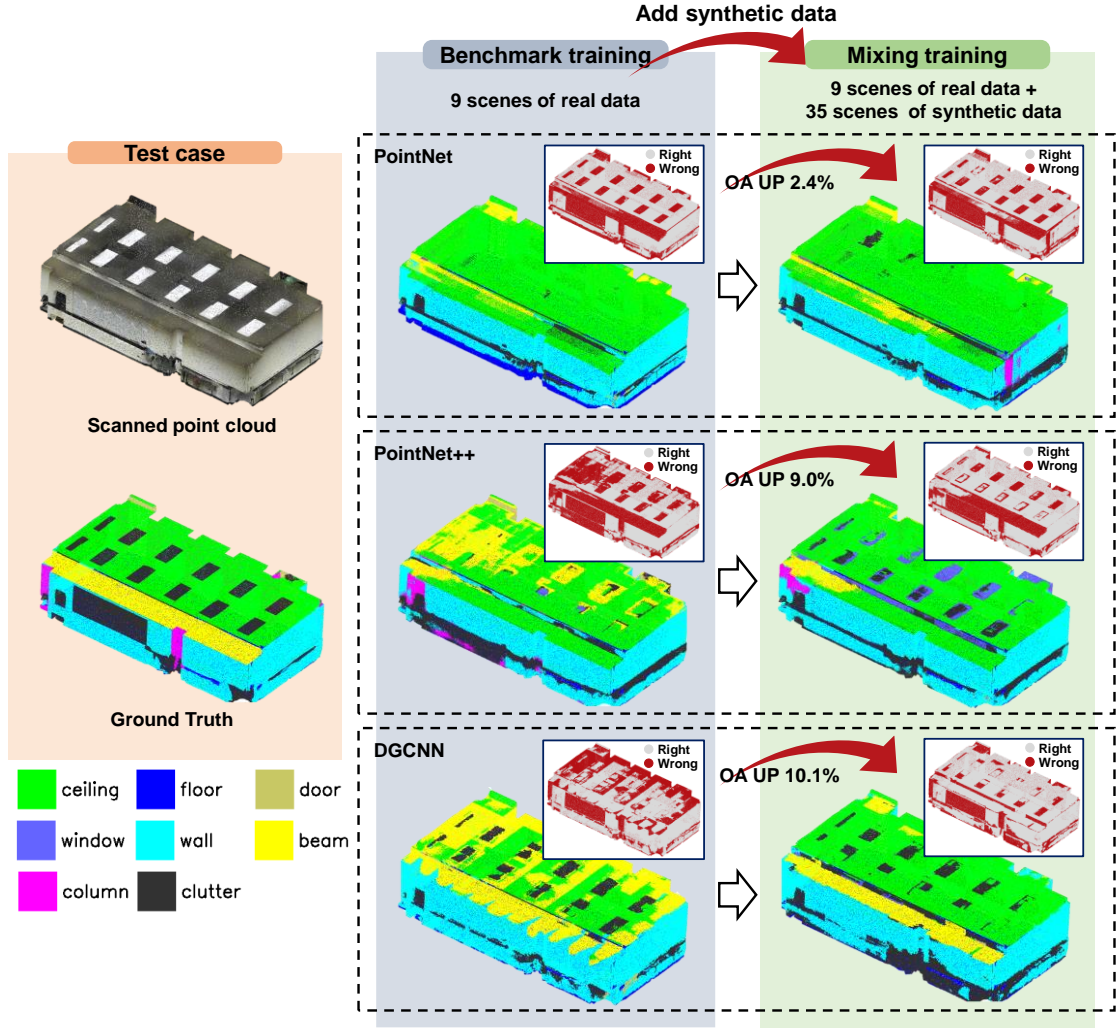 Add synthetic data
Benchmark training
Mixing training
9 scenes of real data
9 scenes of real data +
35 scenes of synthetic data
Test case
Scanned point cloud
Ground Truth
PointNet
Right
Wrong
OA UP 2.4%
Right
Wrong
PointNet++
Right
Wrong
OA UP 9.0%
Right
Wrong
DGCNN
Right
Wrong
OA UP 10.1%
Right
Wrong
ceiling
floor
door
window
wall
beam
column
clutter